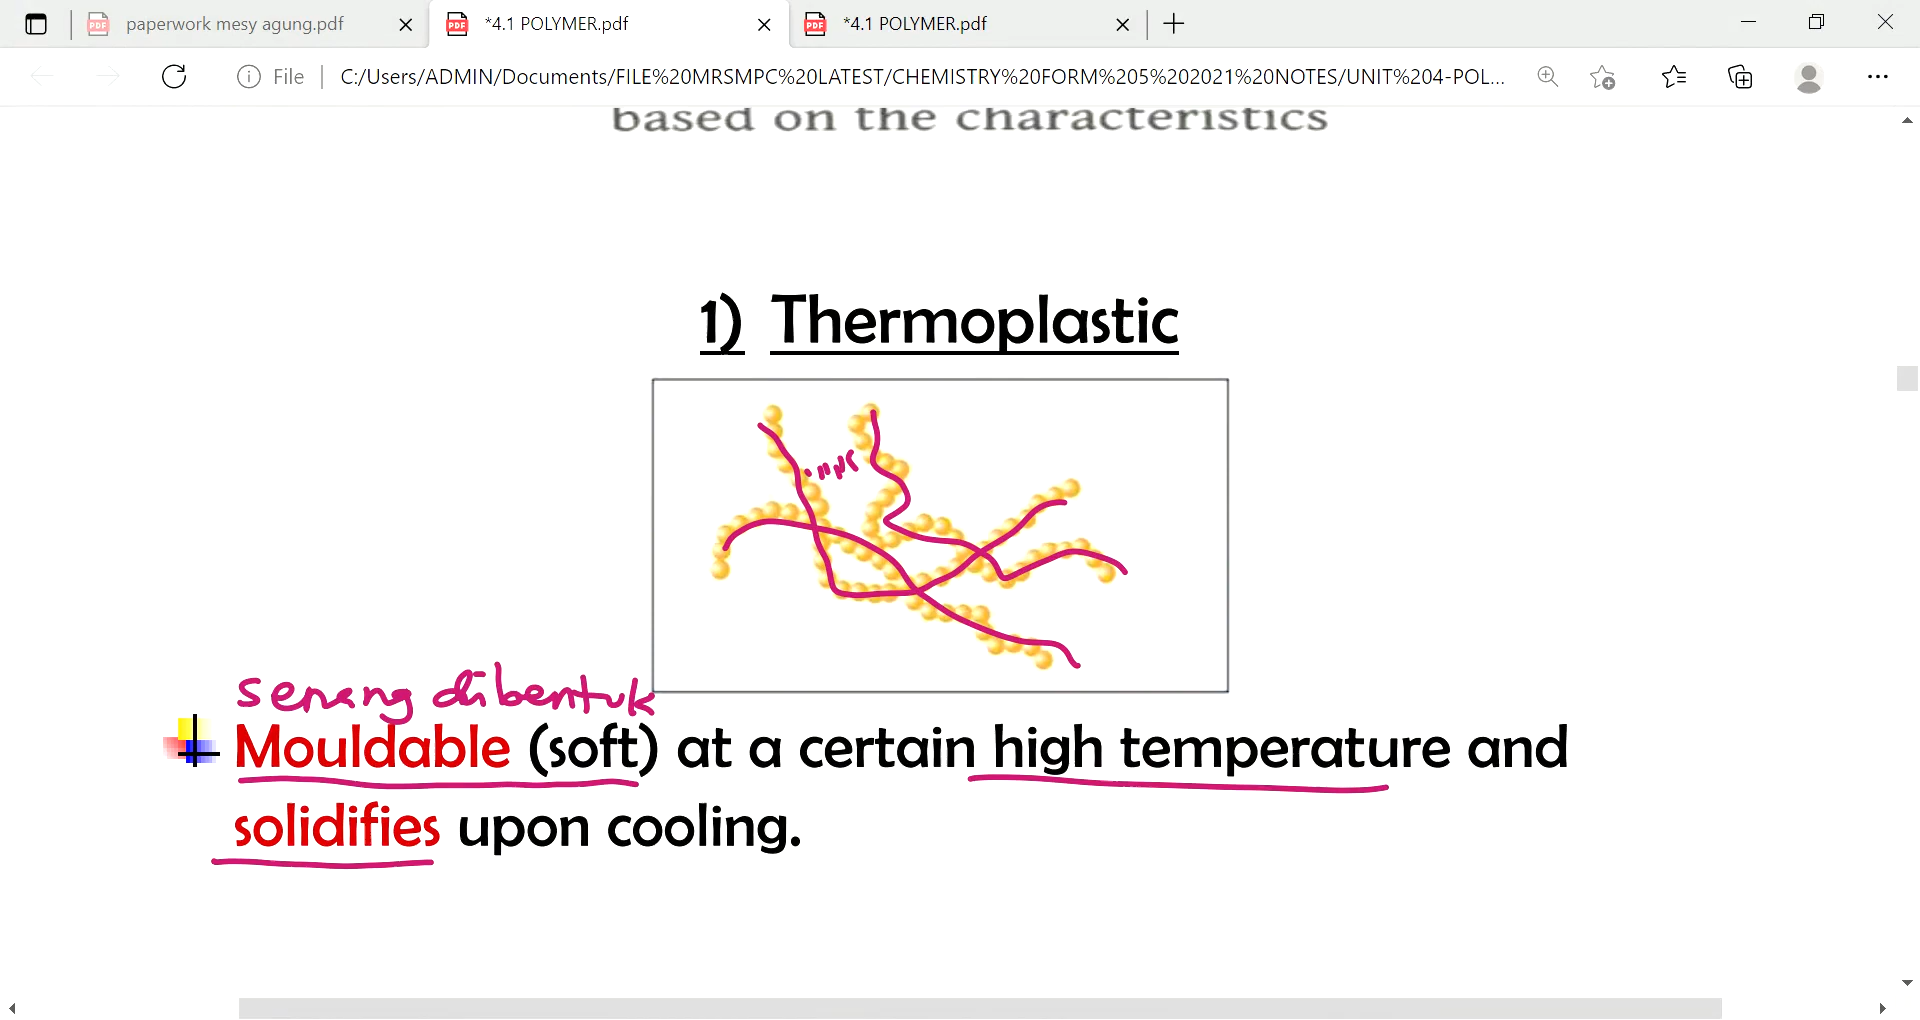 paperwork mesy agung.pdf
*4.1 POLYMER.pdf
*4.1 POLYMER.pdf
File
C:/Users/ADMIN/Documents/FILE%20MRSMPC%20LATEST/CHEMISTRY%20FORM%205%202021%20NOTES/UNIT%204-POL...
based on the characteristics
1) Thermoplastic
senang dibentuk
Mouldable (soft) at a certain high temperature and
solidifies upon cooling.